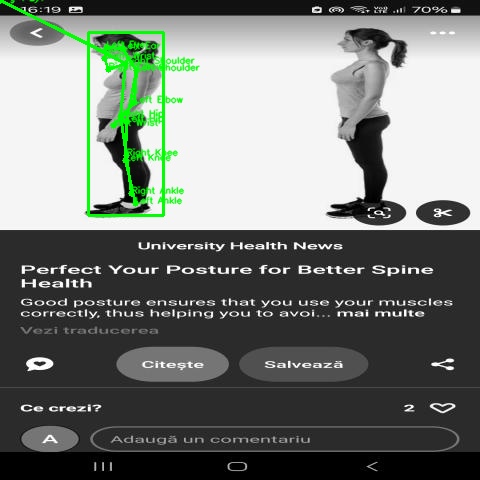 16:19
70%
Shoulder
Shoulder
Left Elbow
Right Knee
Left Knee
Right Ankle
Left Ankle
University Health News
Perfect Your Posture for Better Spine
Health
Good posture ensures that you use your muscles
correctly, thus helping you to avoi... mai multe
Vezi traducerea
Citește
Salvează
Ce crezi?
2
A
Adaugă un comentariu